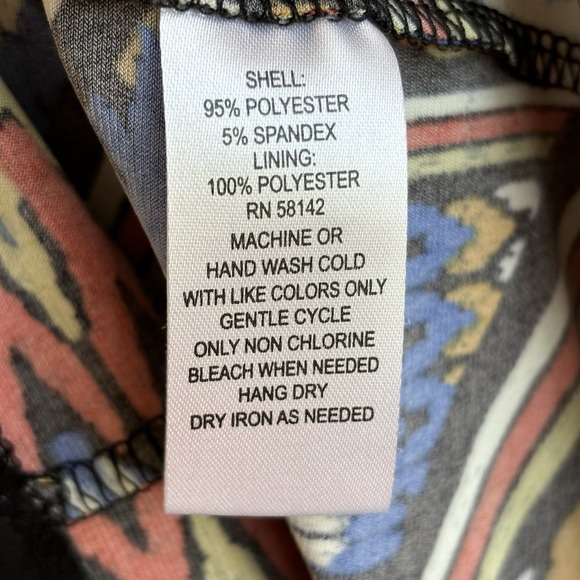 SHELL:
95% POLYESTER
5% SPANDEX
LINING:
100% POLYESTER
RN 58142
MACHINE OR
HAND WASH COLD
WITH LIKE COLORS ONLY
GENTLE CYCLE
ONLY NON CHLORINE
BLEACH WHEN NEEDED
HANG DRY
DRY IRON AS NEEDED